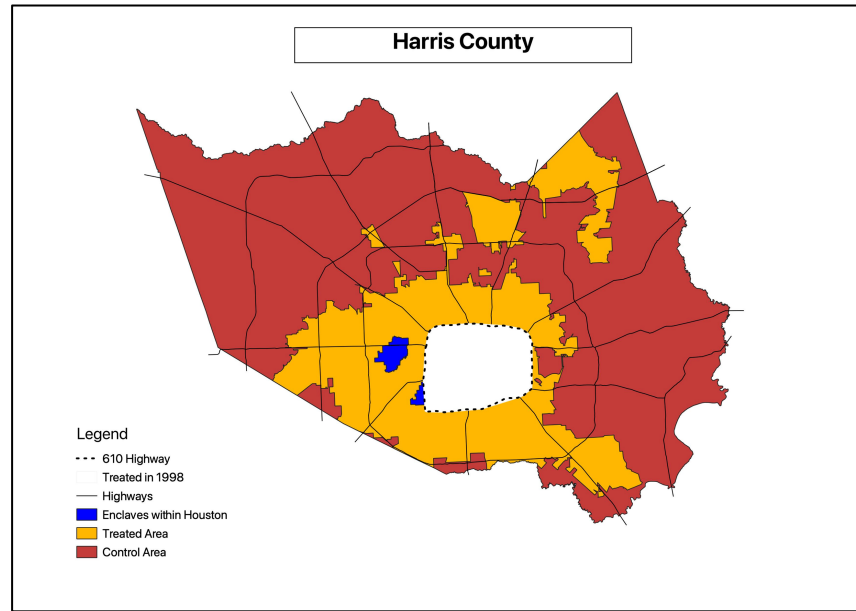 Harris County
Legend
610 Highway
Treated in 1998
Highways
Enclaves within Houston
Treated Area
Control Area